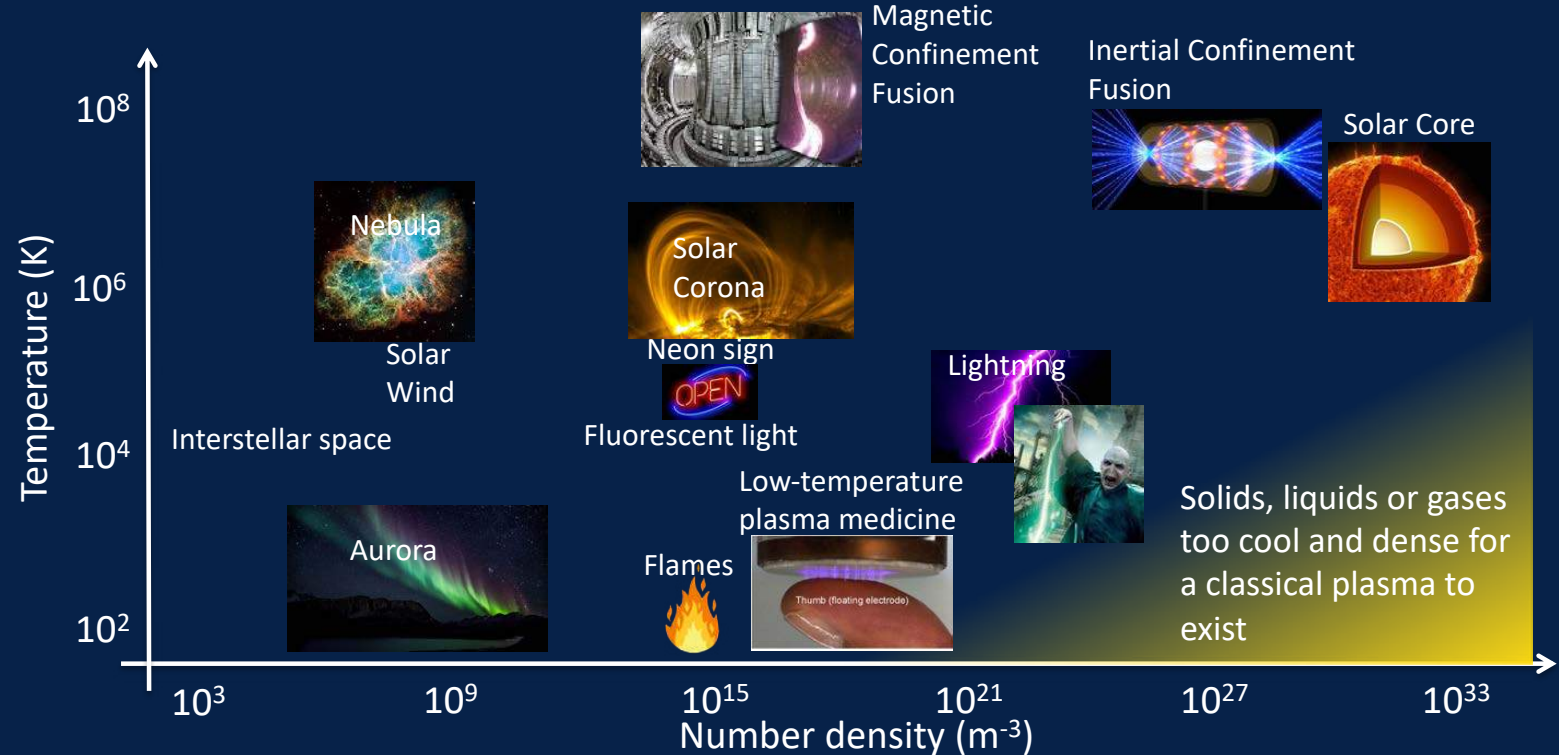 Magnetic
Confinement
Fusion
Inertial Confinement
Fusion
Solar Core
10⁸
Nebula
Solar
Corona
Temperature (K)
10⁶
Solar
Wind
Neon sign
OPEN
Lightning
Interstellar space
Fluorescent light
10⁴
Low-temperature
plasma medicine
Solids, liquids or gases
too cool and dense for
a classical plasma to
exist
Aurora
Flames
Thumb (floating electrode)
10²
10³
10⁹
10¹⁵
10²¹
10²⁷
10³³
Number density (m⁻³)